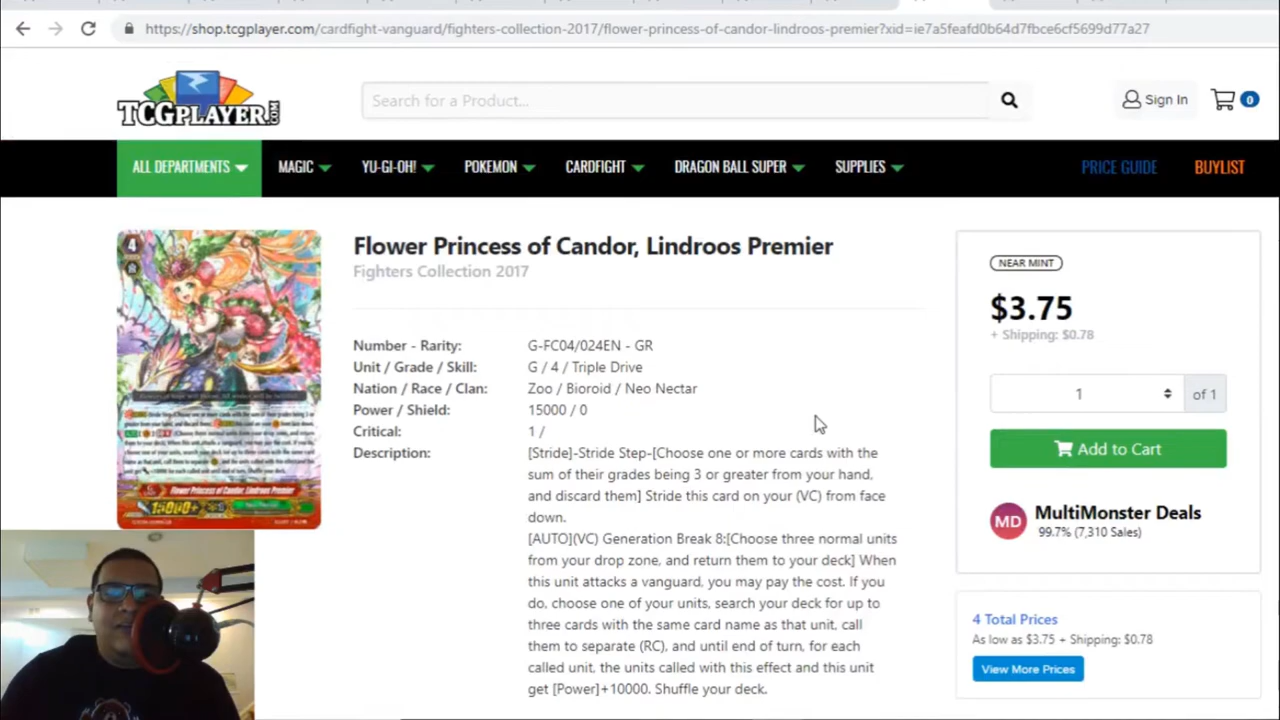 https://shop.tcgplayer.com/cardfight-vanguard/fighters-collection-2017/flower-princess-of-candor-lindroos-premier?xid=ie7a5feafd0b64d7fbce6cf5699d77a27
TCGPLAYER.COM
Search for a Product...
Sign In
0
ALL DEPARTMENTS
MAGIC
YU-GI-OH!
POKEMON
CARDFIGHT
DRAGON BALL SUPER
SUPPLIES
PRICE GUIDE
BUYLIST
4
Flower Princess of Candor, Lindroos Premier
15000+
Flower Princess of Candor, Lindroos Premier
Fighters Collection 2017
Number - Rarity: G-FC04/024EN - GR
Unit / Grade / Skill: G / 4 / Triple Drive
Nation / Race / Clan: Zoo / Bioroid / Neo Nectar
Power / Shield: 15000 / 0
Critical: 1 /
Description: [Stride]-Stride Step-[Choose one or more cards with the
sum of their grades being 3 or greater from your hand,
and discard them] Stride this card on your (VC) from face
down.
[AUTO](VC) Generation Break 8:[Choose three normal units
from your drop zone, and return them to your deck] When
this unit attacks a vanguard, you may pay the cost. If you
do, choose one of your units, search your deck for up to
three cards with the same card name as that unit, call
them to separate (RC), and until end of turn, for each
called unit, the units called with this effect and this unit
get [Power]+10000. Shuffle your deck.
NEAR MINT
$3.75
+ Shipping: $0.78
1
of 1
Add to Cart
MD
MultiMonster Deals
99.7% (7,310 Sales)
4 Total Prices
As low as $3.75 + Shipping: $0.78
View More Prices